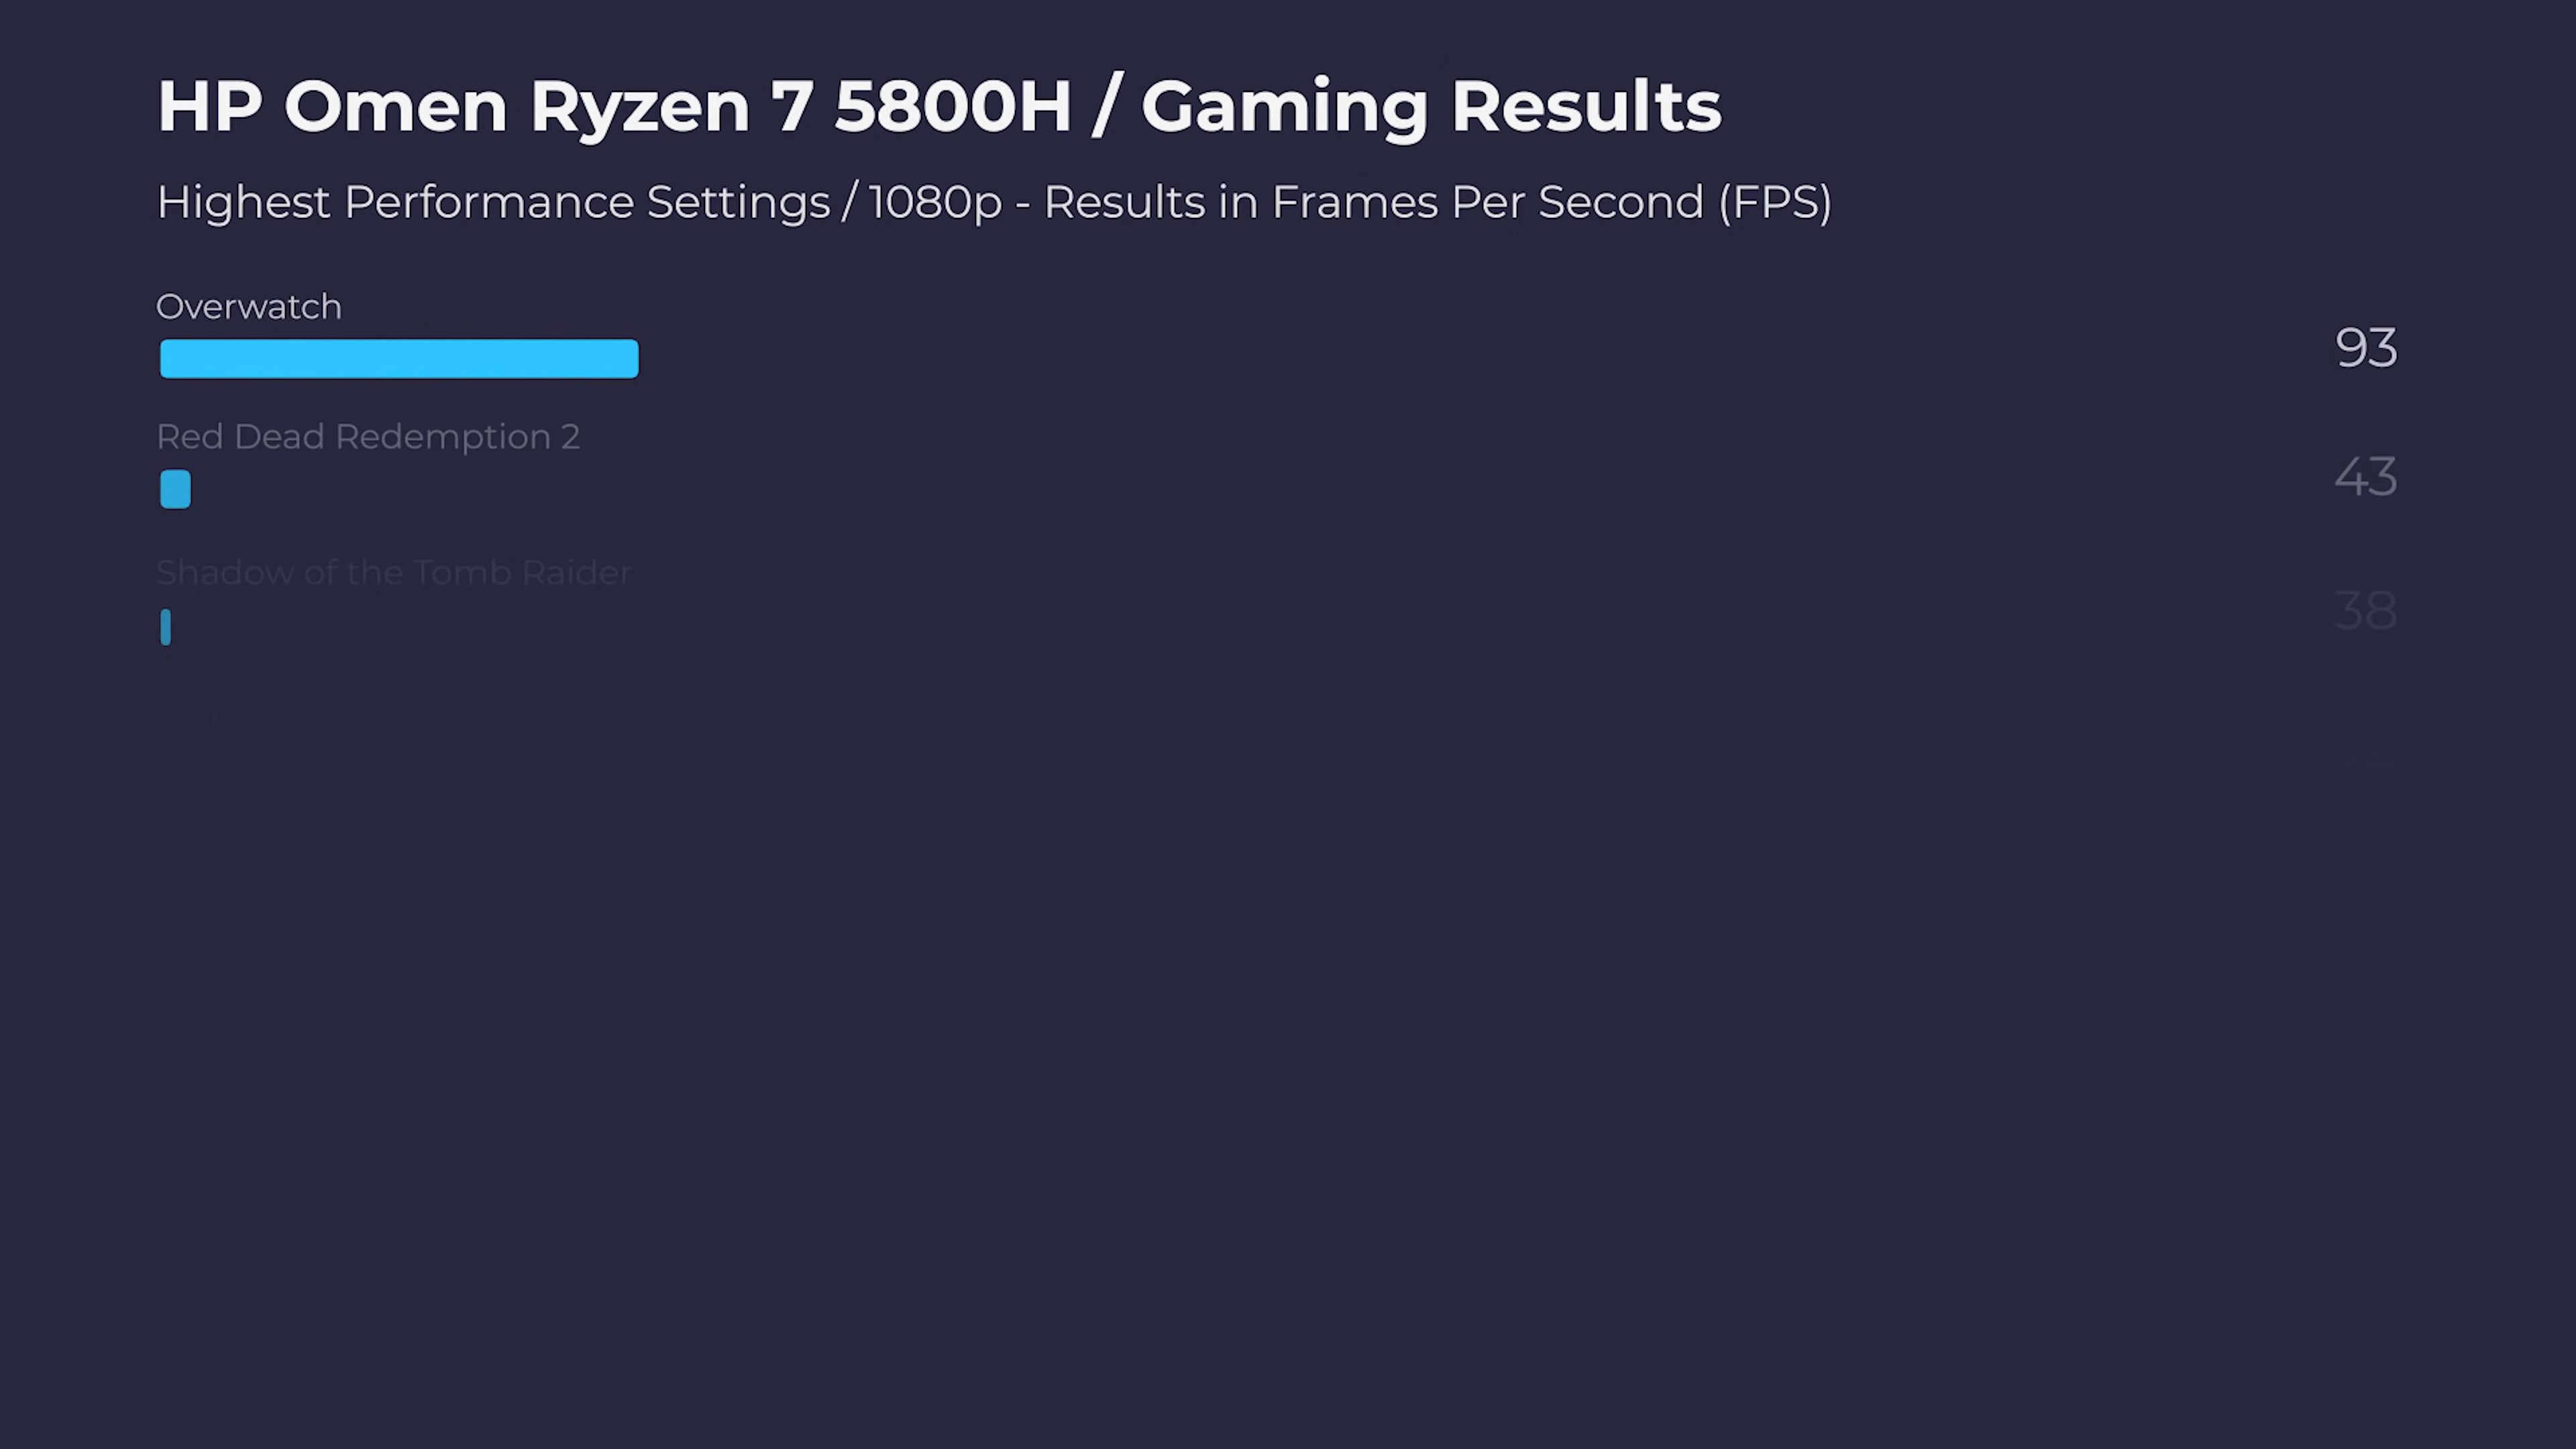 HP Omen Ryzen 7 5800H / Gaming Results
Highest Performance Settings / 1080p - Results in Frames Per Second (FPS)
Overwatch
93
Red Dead Redemption 2
43
Shadow of the Tomb Raider
38